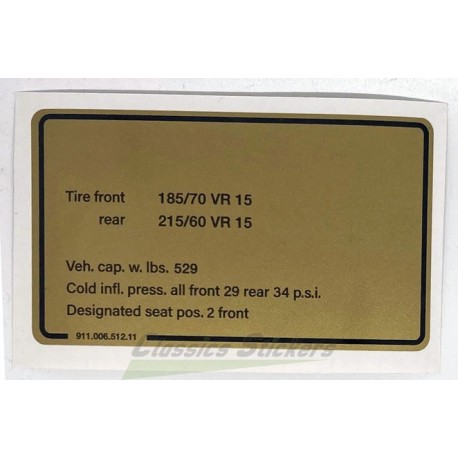 Tire front 185/70 VR 15
rear 215/60 VR 15
Veh. cap. w. lbs. 529
Cold infl. press. all front 29 rear 34 p.s.i.
Designated seat pos. 2 front
911.006.512.11
Classics Stickers